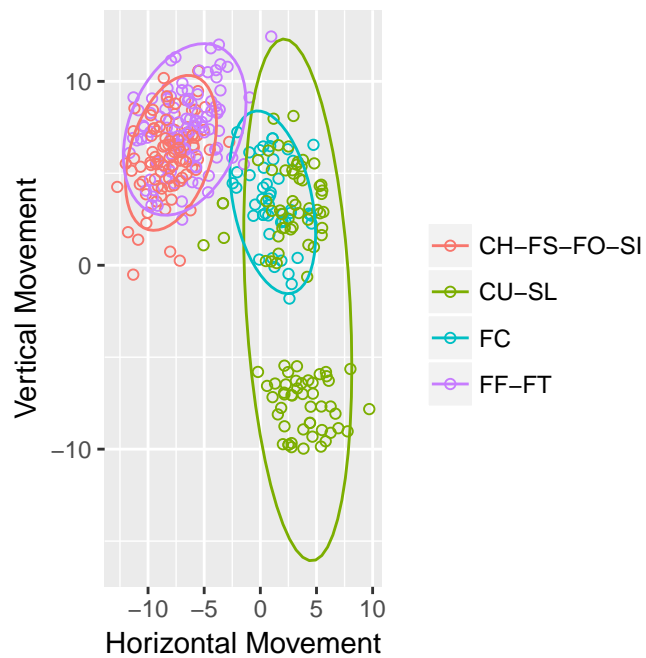 10
0
−10
Vertical Movement
−10 −5 0 5 10
Horizontal Movement
CH−FS−FO−SI
CU−SL
FC
FF−FT